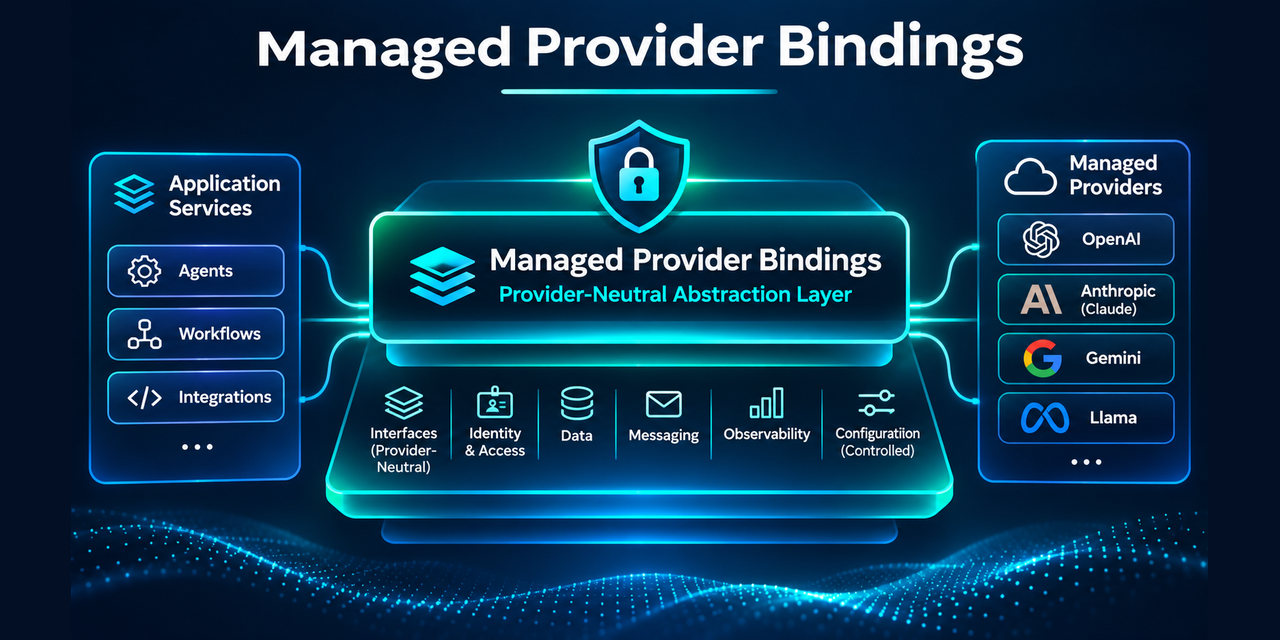 Managed Provider Bindings
Application
Services
Agents
Workflows
Integrations
...
Managed Provider Bindings
Provider-Neutral Abstraction Layer
Interfaces
(Provider-
Neutral)
Identity
& Access
Data
Messaging
Observability
Configuratiion
(Controlled)
Managed
Providers
OpenAI
Anthropic
(Claude)
Gemini
Llama
...